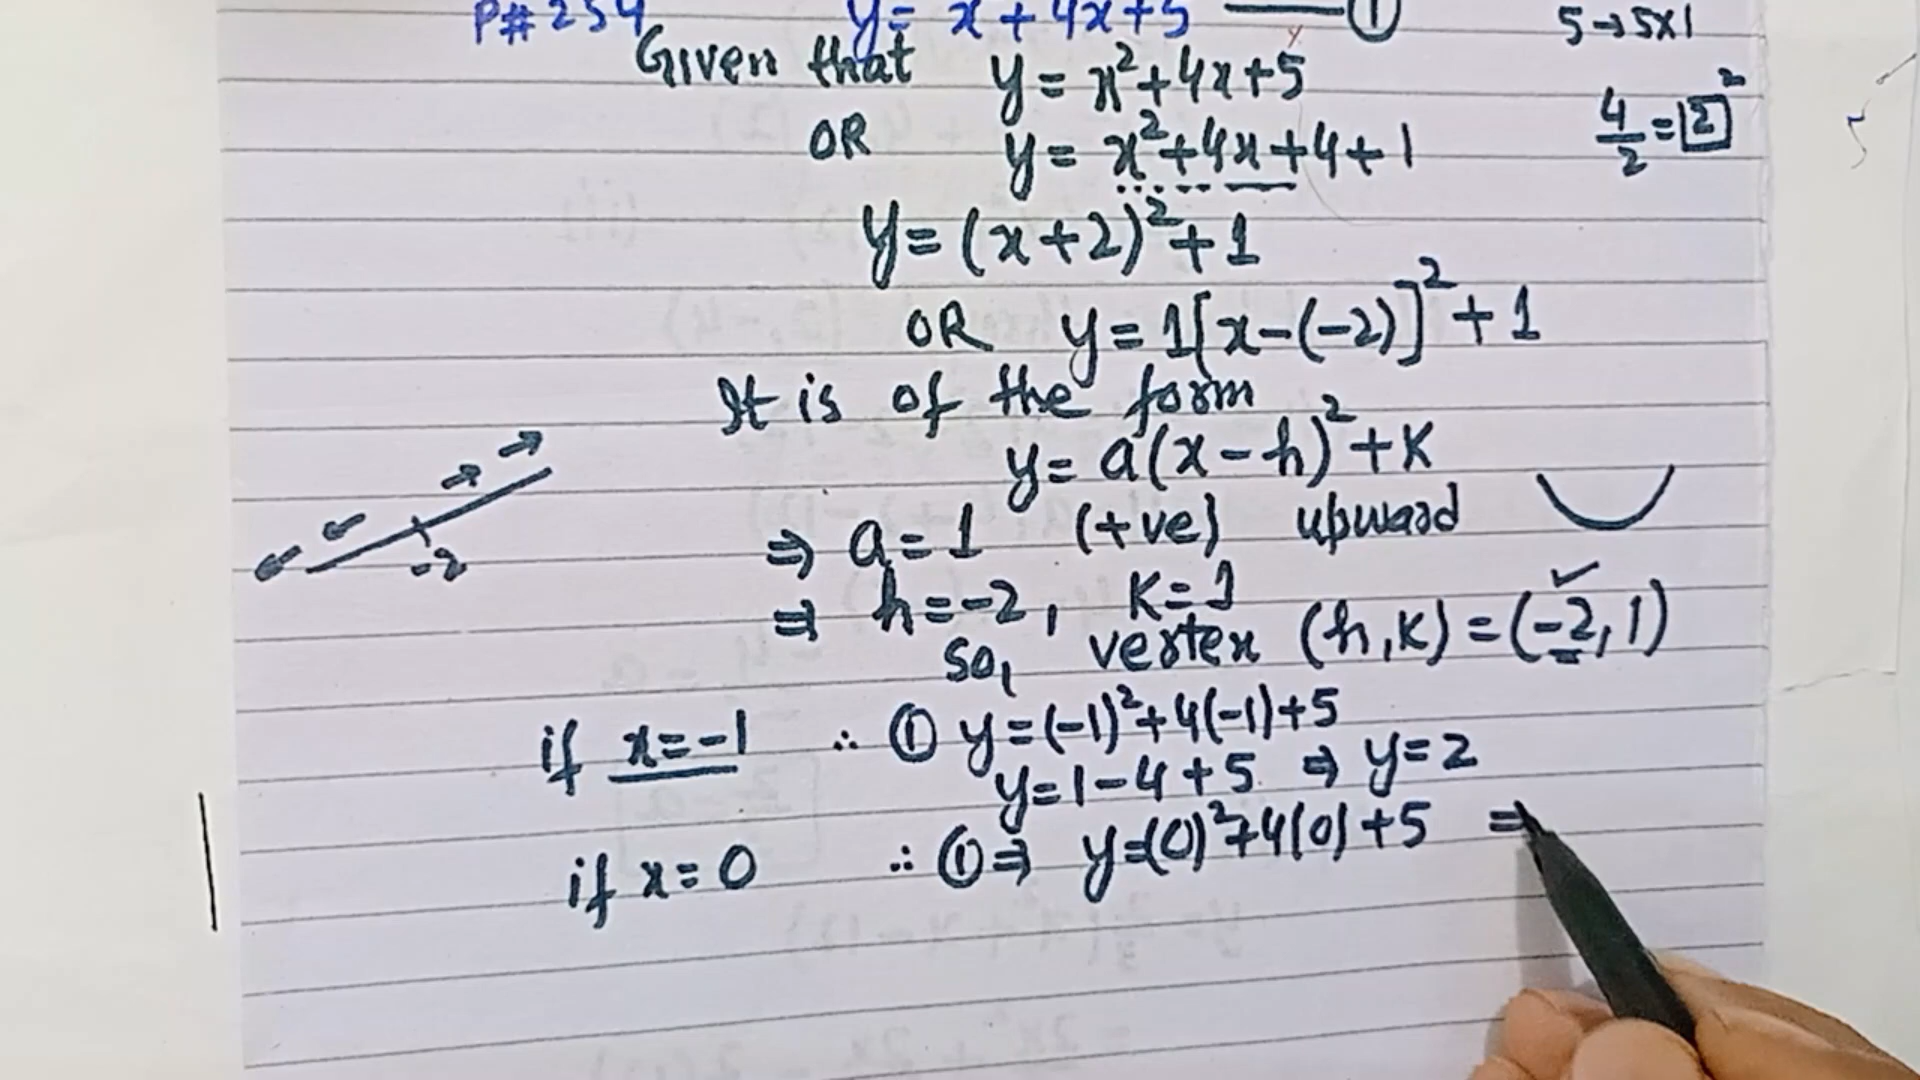 P# 254 y= x + 4x+5 ——— ①
5→5x1
Given that y= x²+4x+5
4/2=[2]²
OR y= x²+4x+4+1
y=(x+2)²+1
OR y=1[x-(-2)]²+1
It is of the form
y= a(x-h)²+K
⇒ a=1 (+ve) upward
-2
⇒ h=-2, K=1
so, vertex (h,K)=(-2,1)
if x=-1 ∴ ① y=(-1)²+4(-1)+5
y=1-4+5 ⇒ y=2
if x=0 ∴ ①⇒ y=(0)²+4(0)+5 ⇒